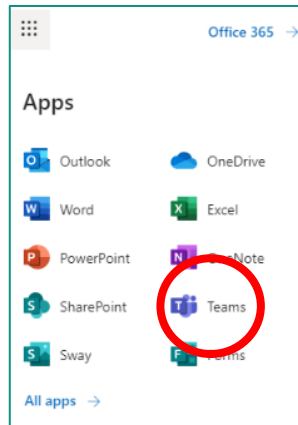 Office 365 →
Apps
Outlook OneDrive
Word Excel
PowerPoint OneNote
SharePoint Teams
Sway Forms
All apps →